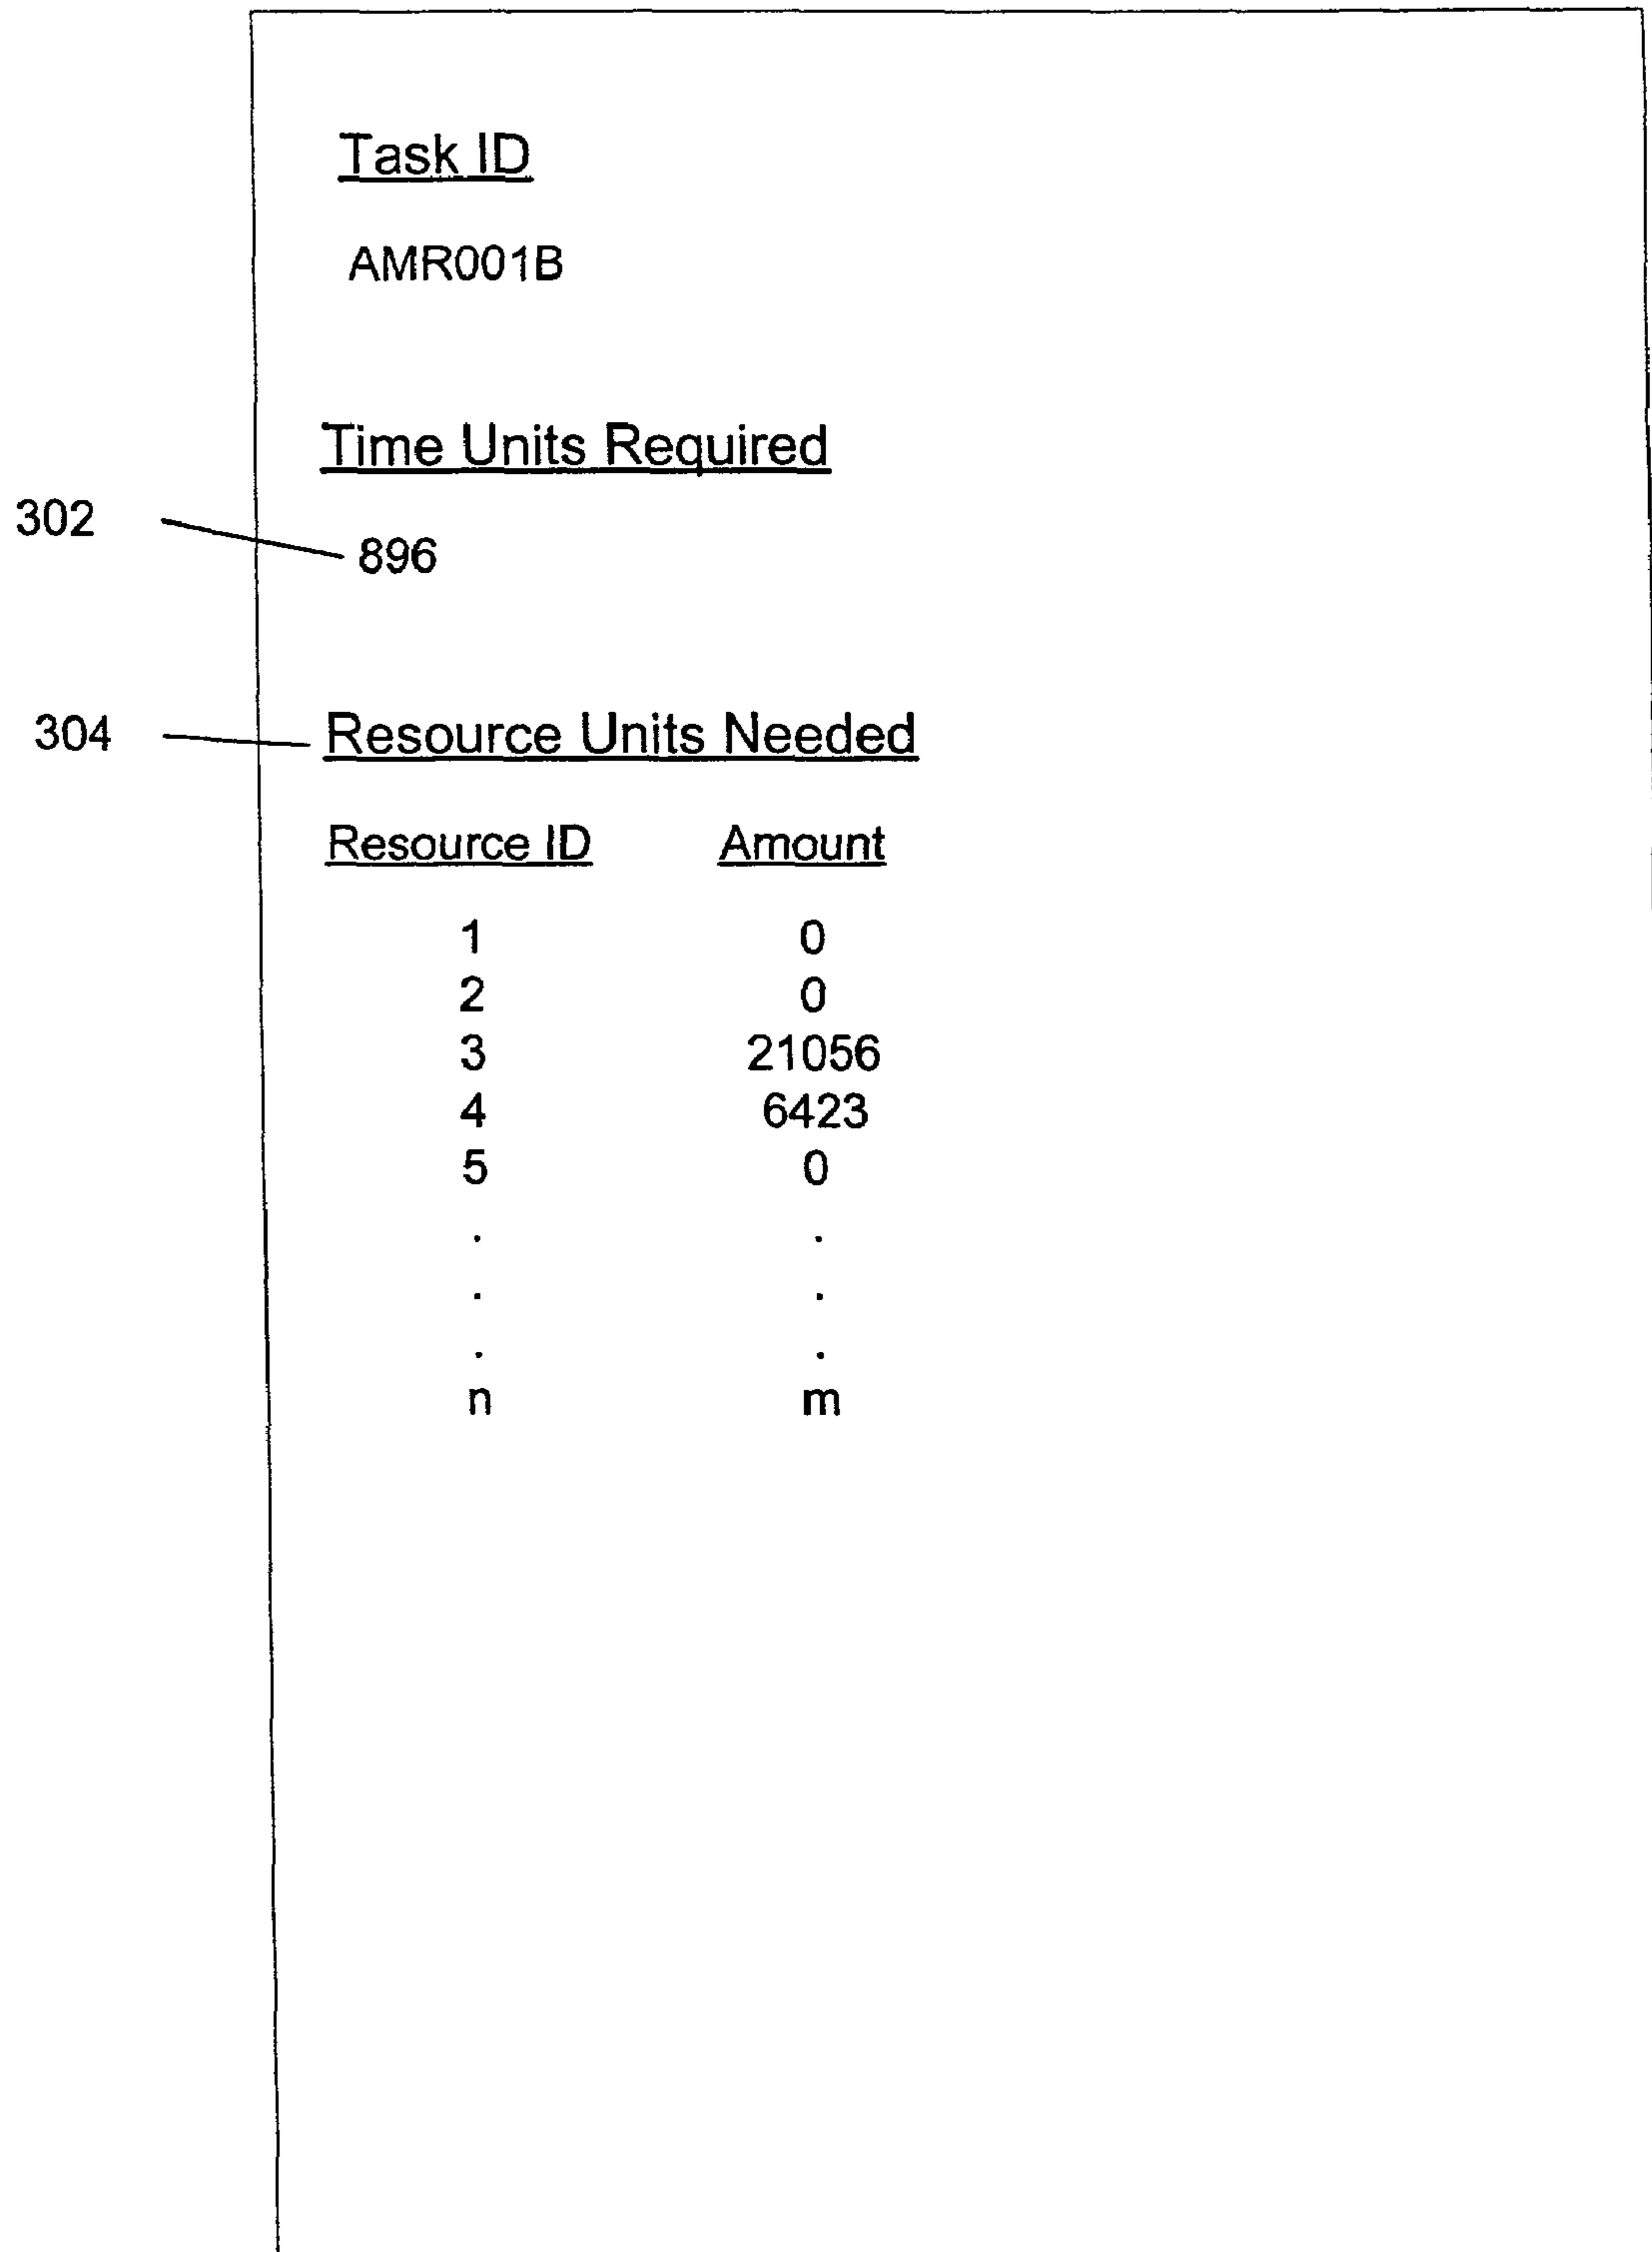 Task ID
AMR001B
Time Units Required
302
896
304 Resource Units Needed
Resource ID Amount
1 0
2 0
3 21056
4 6423
5 0
. .
. .
. .
n m